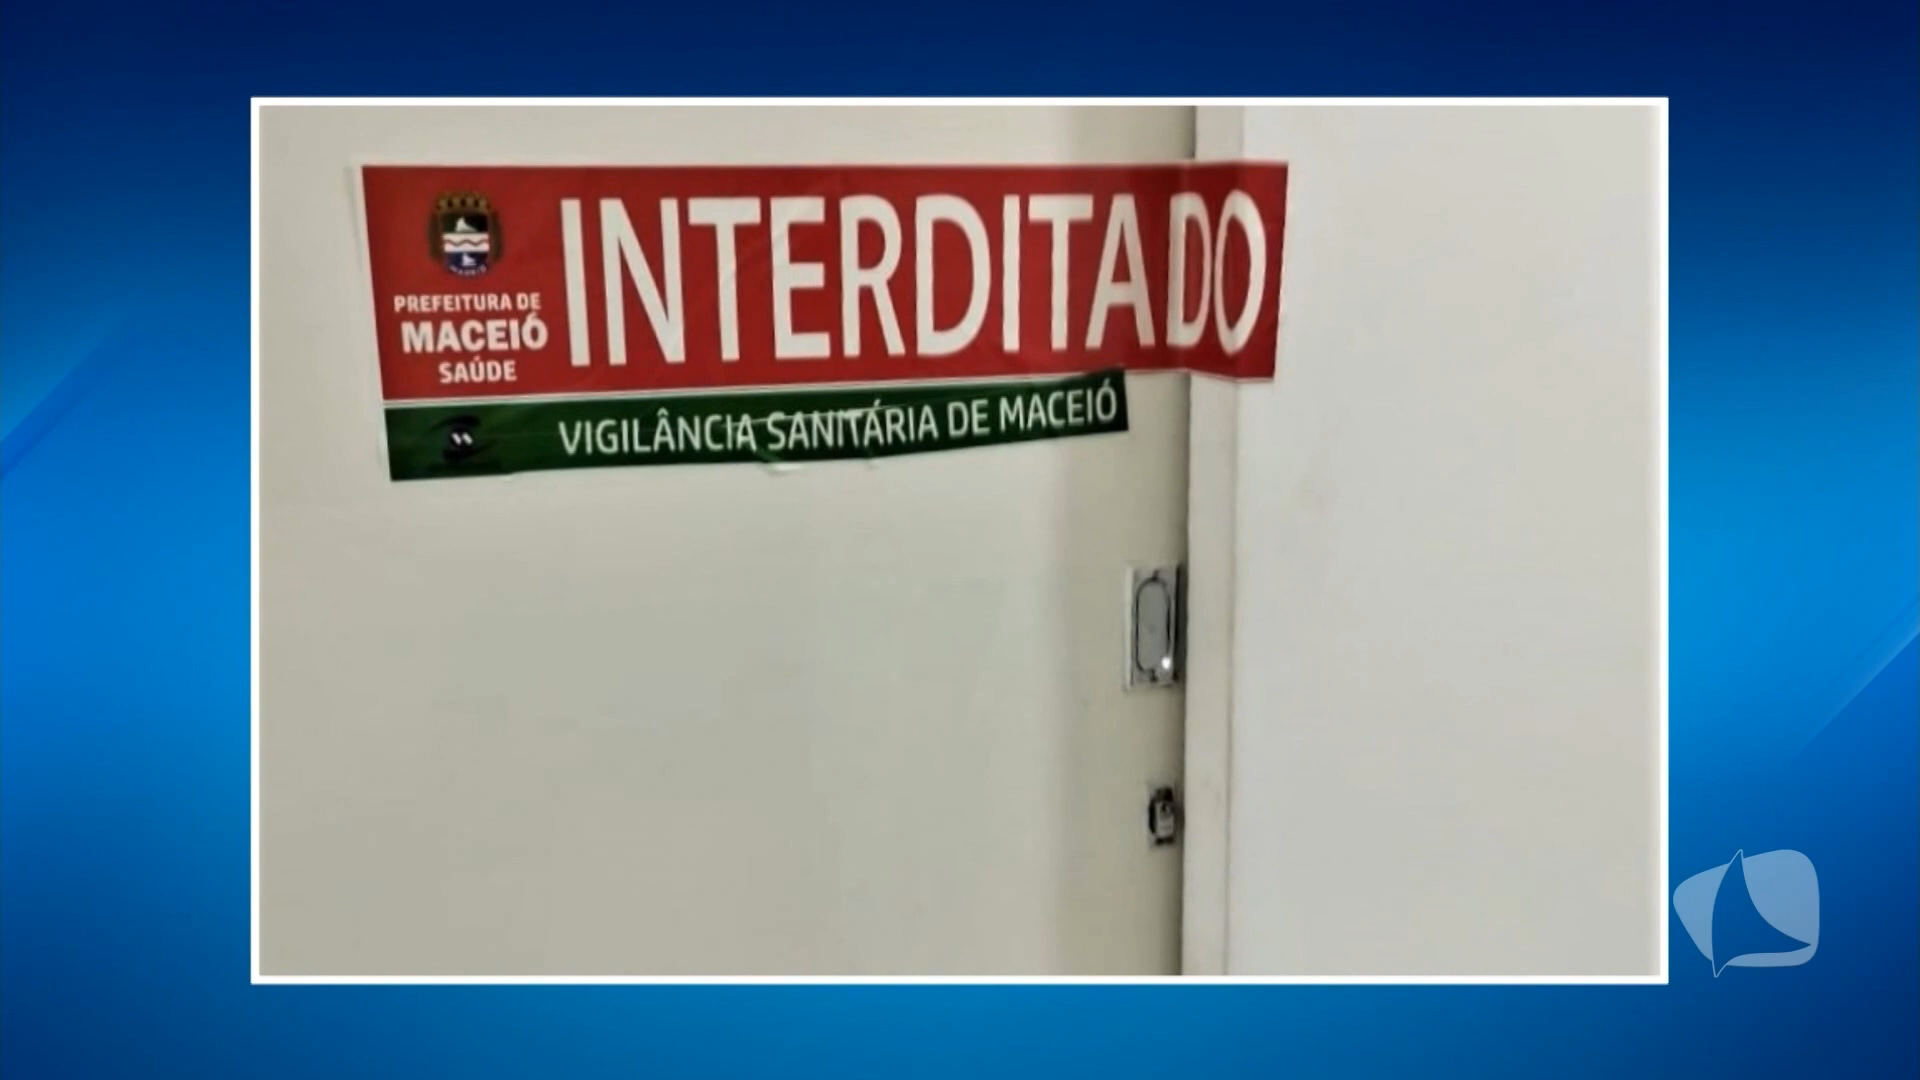 INTERDITADO
PREFEITURA DE
MACEIÓ
SAÚDE
VIGILÂNCIA SANITÁRIA DE MACEIÓ